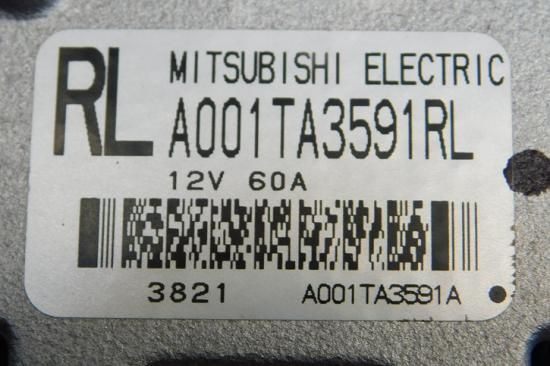 RL
MITSUBISHI ELECTRIC
A001TA3591RL
12V 60A
3821 A001TA3591A